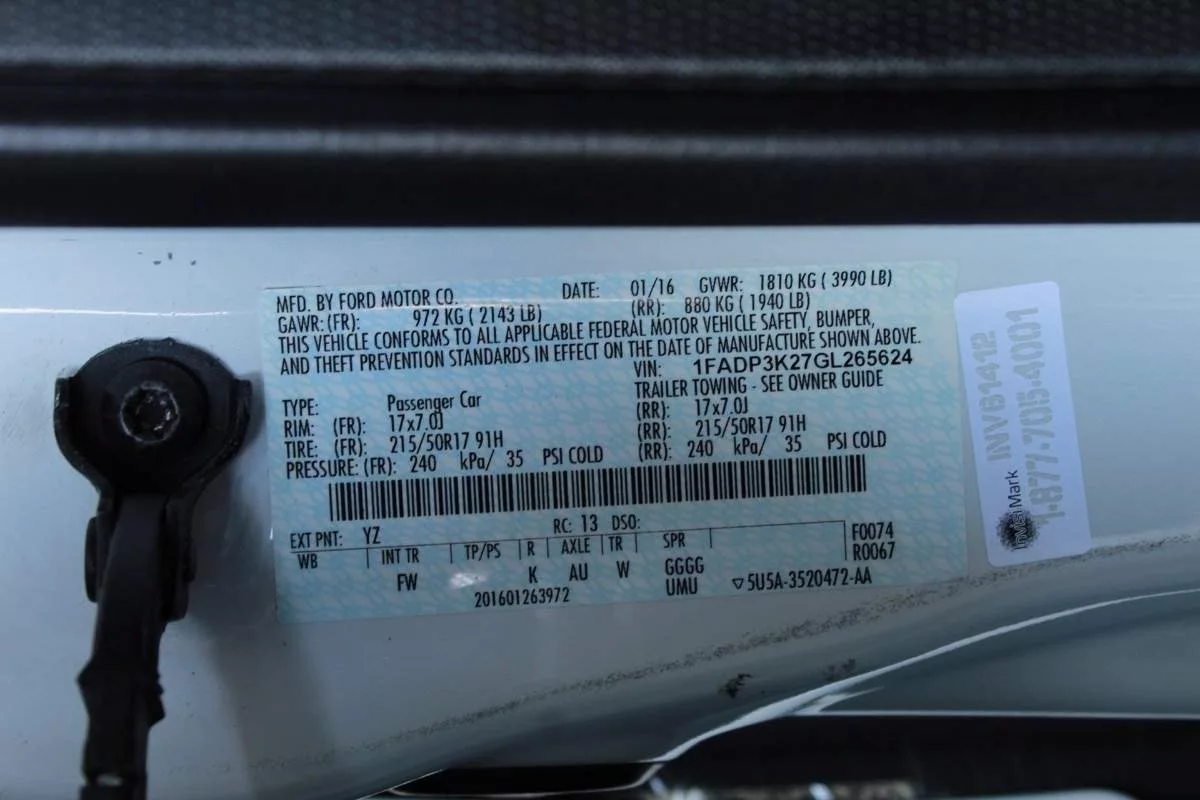 MFD. BY FORD MOTOR CO. DATE: 01/16 GVWR: 1810 KG ( 3990 LB)
GAWR: (FR): 972 KG ( 2143 LB) (RR): 880 KG ( 1940 LB)
THIS VEHICLE CONFORMS TO ALL APPLICABLE FEDERAL MOTOR VEHICLE SAFETY, BUMPER,
AND THEFT PREVENTION STANDARDS IN EFFECT ON THE DATE OF MANUFACTURE SHOWN ABOVE.
VIN: 1FADP3K27GL265624
TRAILER TOWING - SEE OWNER GUIDE
TYPE: Passenger Car
RIM: (FR): 17x7.0J (RR): 17x7.0J
TIRE: (FR): 215/50R17 91H (RR): 215/50R17 91H
PRESSURE: (FR): 240 kPa/ 35 PSI COLD (RR): 240 kPa/ 35 PSI COLD
EXT PNT: YZ RC: 13 DSO:
WB INT TR TP/PS R AXLE TR SPR F0074
R0067
FW K AU W GGGG
UMU
201601263972 5U5A-3520472-AA
INV61412
1-877-705-4001
Mark